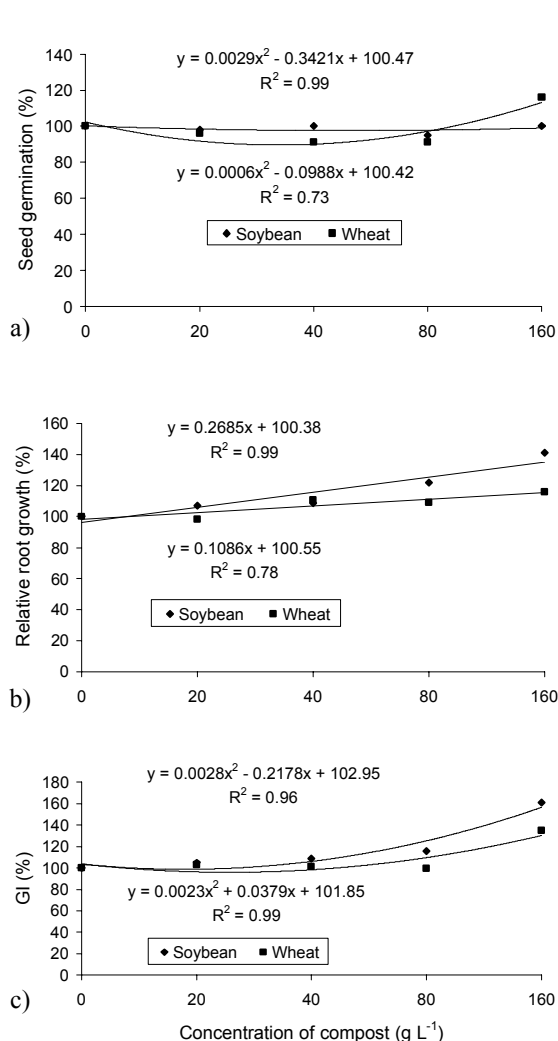 y = 0.0029x² - 0.3421x + 100.47
R² = 0.99
140
120
100
80
60
40
20
0
Seed germination (%)
y = 0.0006x² - 0.0988x + 100.42
R² = 0.73
Soybean Wheat
0 20 40 80 160
a)
y = 0.2685x + 100.38
R² = 0.99
160
140
120
100
80
60
40
20
0
Relative root growth (%)
y = 0.1086x + 100.55
R² = 0.78
Soybean Wheat
0 20 40 80 160
b)
y = 0.0028x² - 0.2178x + 102.95
R² = 0.96
180
160
140
120
100
80
60
40
20
0
GI (%)
y = 0.0023x² + 0.0379x + 101.85
R² = 0.99
Soybean Wheat
0 20 40 80 160
c)
Concentration of compost (g L⁻¹)